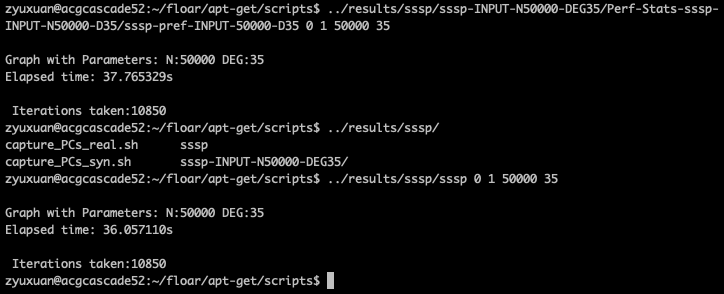 zyuxuan@acgcascade52:~/floar/apt-get/scripts$ ../results/sssp/sssp-INPUT-N50000-DEG35/Perf-Stats-sssp-
INPUT-N50000-D35/sssp-pref-INPUT-50000-D35 0 1 50000 35
Graph with Parameters: N:50000 DEG:35
Elapsed time: 37.765329s
Iterations taken:10850
zyuxuan@acgcascade52:~/floar/apt-get/scripts$ ../results/sssp/
capture_PCs_real.sh sssp
capture_PCs_syn.sh sssp-INPUT-N50000-DEG35/
zyuxuan@acgcascade52:~/floar/apt-get/scripts$ ../results/sssp/sssp 0 1 50000 35
Graph with Parameters: N:50000 DEG:35
Elapsed time: 36.057110s
Iterations taken:10850
zyuxuan@acgcascade52:~/floar/apt-get/scripts$